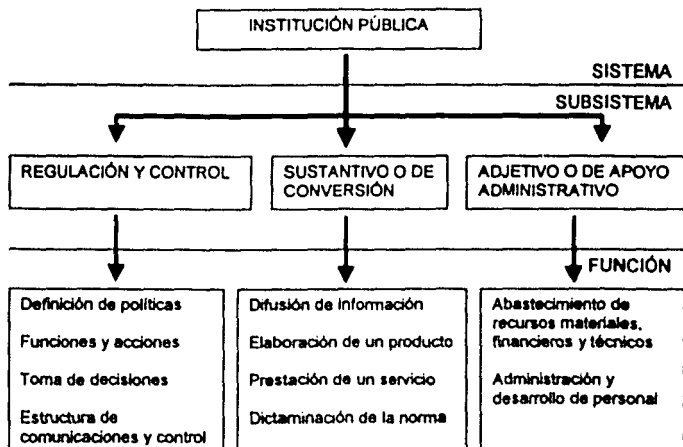 INSTITUCIÓN PÚBLICA
SISTEMA
SUBSISTEMA
REGULACIÓN Y CONTROL
SUSTANTIVO O DE
CONVERSIÓN
ADJETIVO O DE APOYO
ADMINISTRATIVO
FUNCIÓN
Definición de políticas
Funciones y acciones
Toma de decisiones
Estructura de
comunicaciones y control
Difusión de información
Elaboración de un producto
Prestación de un servicio
Dictaminación de la norma
Abastecimiento de
recursos materiales,
financieros y técnicos
Administración y
desarrollo de personal